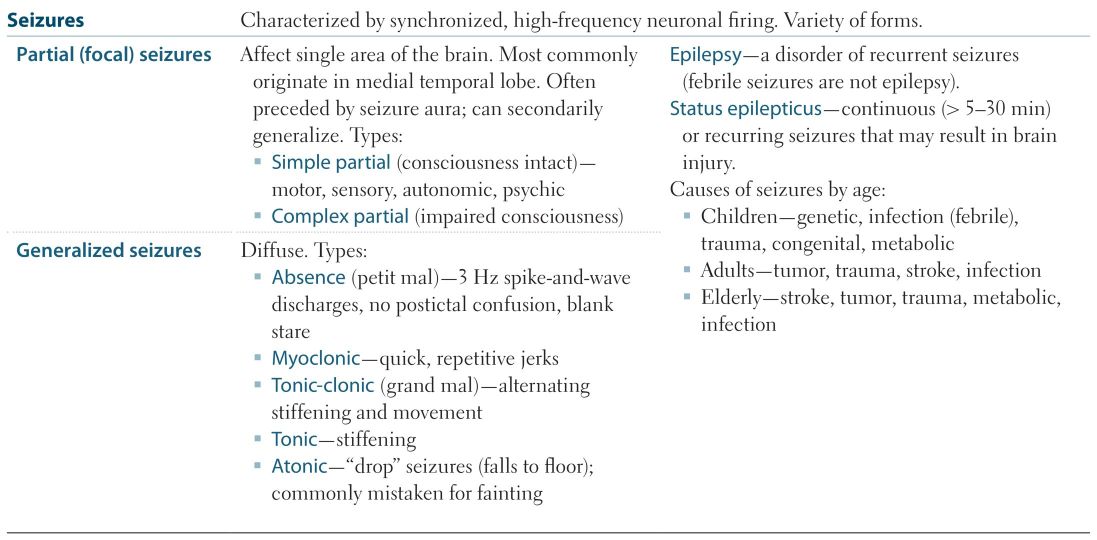 Seizures
Characterized by synchronized, high-frequency neuronal firing. Variety of forms.
Partial (focal) seizures
Affect single area of the brain. Most commonly
originate in medial temporal lobe. Often
preceded by seizure aura; can secondarily
generalize. Types:
▪ Simple partial (consciousness intact)—
motor, sensory, autonomic, psychic
▪ Complex partial (impaired consciousness)
Epilepsy—a disorder of recurrent seizures
(febrile seizures are not epilepsy).
Status epilepticus—continuous (> 5–30 min)
or recurring seizures that may result in brain
injury.
Causes of seizures by age:
▪ Children—genetic, infection (febrile),
trauma, congenital, metabolic
▪ Adults—tumor, trauma, stroke, infection
▪ Elderly—stroke, tumor, trauma, metabolic,
infection
Generalized seizures
Diffuse. Types:
▪ Absence (petit mal)—3 Hz spike-and-wave
discharges, no postictal confusion, blank
stare
▪ Myoclonic—quick, repetitive jerks
▪ Tonic-clonic (grand mal)—alternating
stiffening and movement
▪ Tonic—stiffening
▪ Atonic—“drop” seizures (falls to floor);
commonly mistaken for fainting